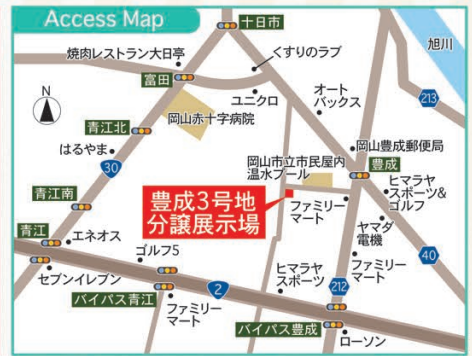 Access Map
十日市
旭川
焼肉レストラン大日亭
くすりのラブ
富田
213
N
ユニクロ
オート
バックス
青江北
岡山赤十字病院
はるやま
30
岡山豊成郵便局
岡山市立市民屋内
温水プール
豊成
青江南
豊成3号地
分譲展示場
ヒマラヤ
スポーツ&
ゴルフ
ファミリー
マート
青江
エネオス
ヤマダ
電機
ゴルフ5
40
セブンイレブン
ヒマラヤ
スポーツ
ファミリー
マート
2
212
バイパス青江
ファミリー
マート
バイパス豊成
ローソン